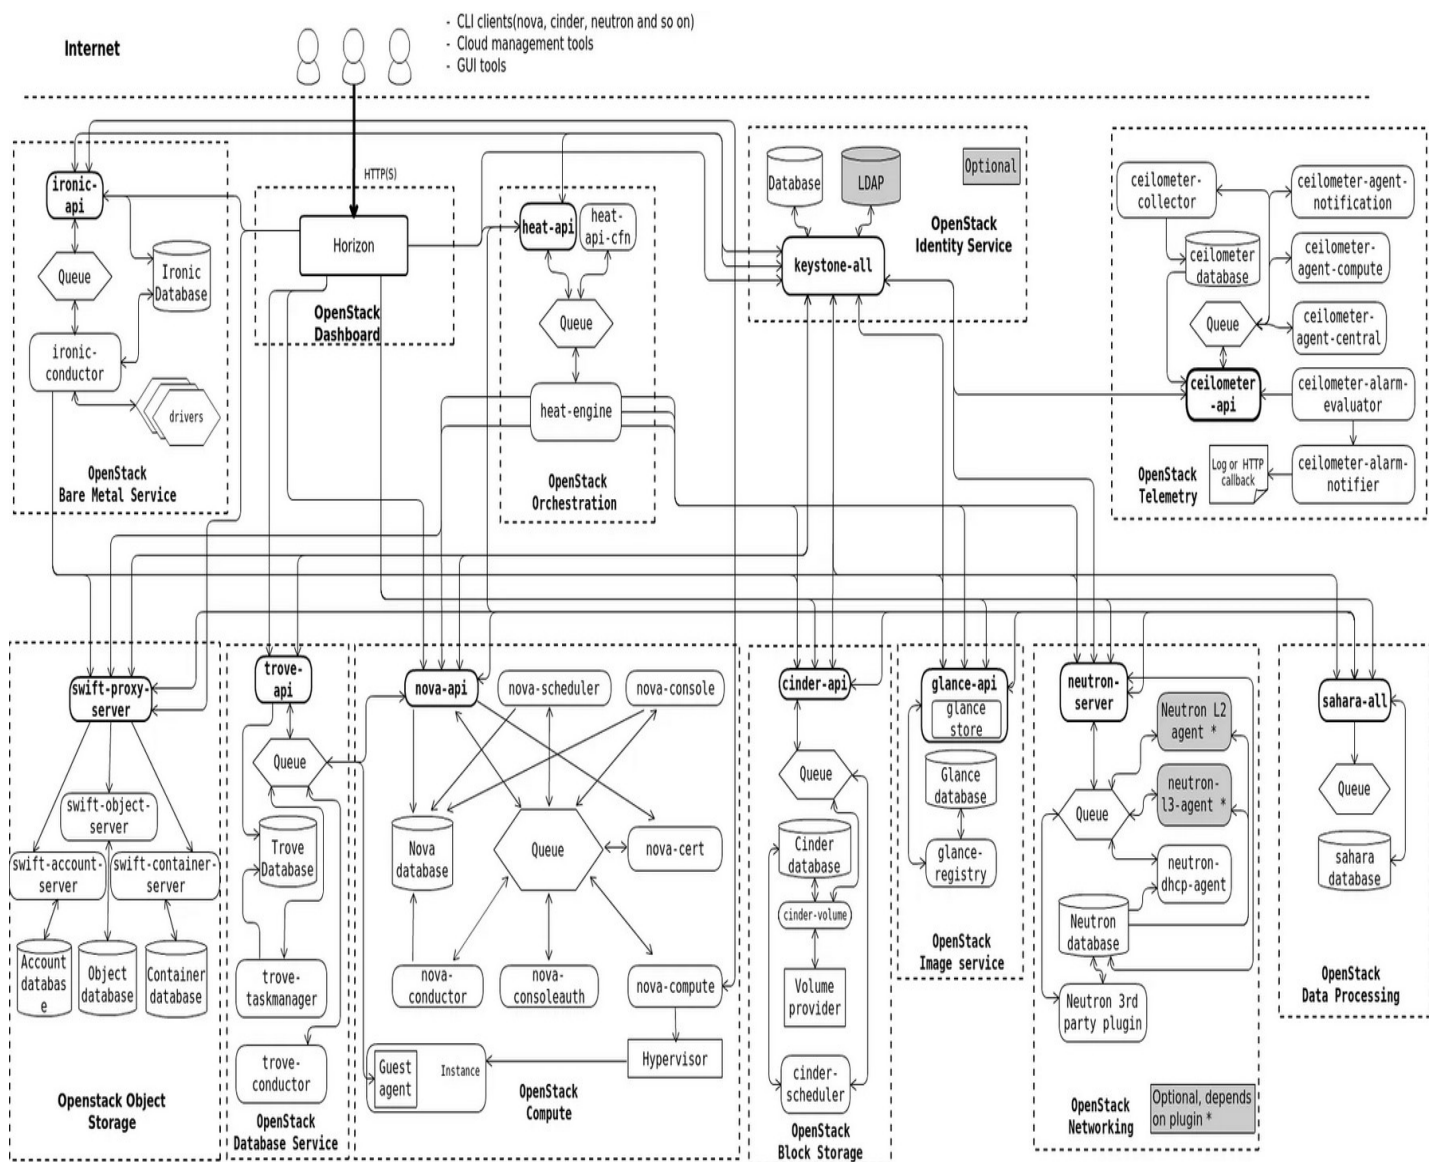 - CLI clients(nova, cinder, neutron and so on)
- Cloud management tools
- GUI tools
Internet
HTTP(S)
ironic-
api
Queue
Ironic
Database
ironic-
conductor
drivers
OpenStack
Bare Metal Service
Horizon
OpenStack
Dashboard
heat-api
heat-
api-cfn
Queue
heat-engine
OpenStack
Orchestration
Database
LDAP
Optional
OpenStack
Identity Service
keystone-all
ceilometer-
collector
ceilometer-agent-
notification
ceilometer
database
ceilometer-
agent-compute
Queue
ceilometer-
agent-central
ceilometer
-api
ceilometer-alarm-
evaluator
Log or HTTP
callback
ceilometer-alarm-
notifier
OpenStack
Telemetry
swift-proxy-
server
swift-object-
server
swift-account-
server
swift-container-
server
Account
databas
e
Object
database
Container
database
Openstack Object
Storage
trove-
api
Queue
Trove
Database
trove-
taskmanager
trove-
conductor
OpenStack
Database Service
nova-api
nova-scheduler
nova-console
Nova
database
Queue
nova-cert
nova-
conductor
nova-
consoleauth
nova-compute
Hypervisor
Guest
agent
Instance
OpenStack
Compute
cinder-api
Queue
Cinder
database
cinder-volume
Volume
provider
cinder-
scheduler
OpenStack
Block Storage
glance-api
glance
store
Glance
database
glance-
registry
OpenStack
Image service
neutron-
server
Neutron L2
agent *
neutron-
l3-agent *
Queue
neutron-
dhcp-agent
Neutron
database
Neutron 3rd
party plugin
OpenStack
Networking
Optional, depends
on plugin *
sahara-all
Queue
sahara
database
OpenStack
Data Processing